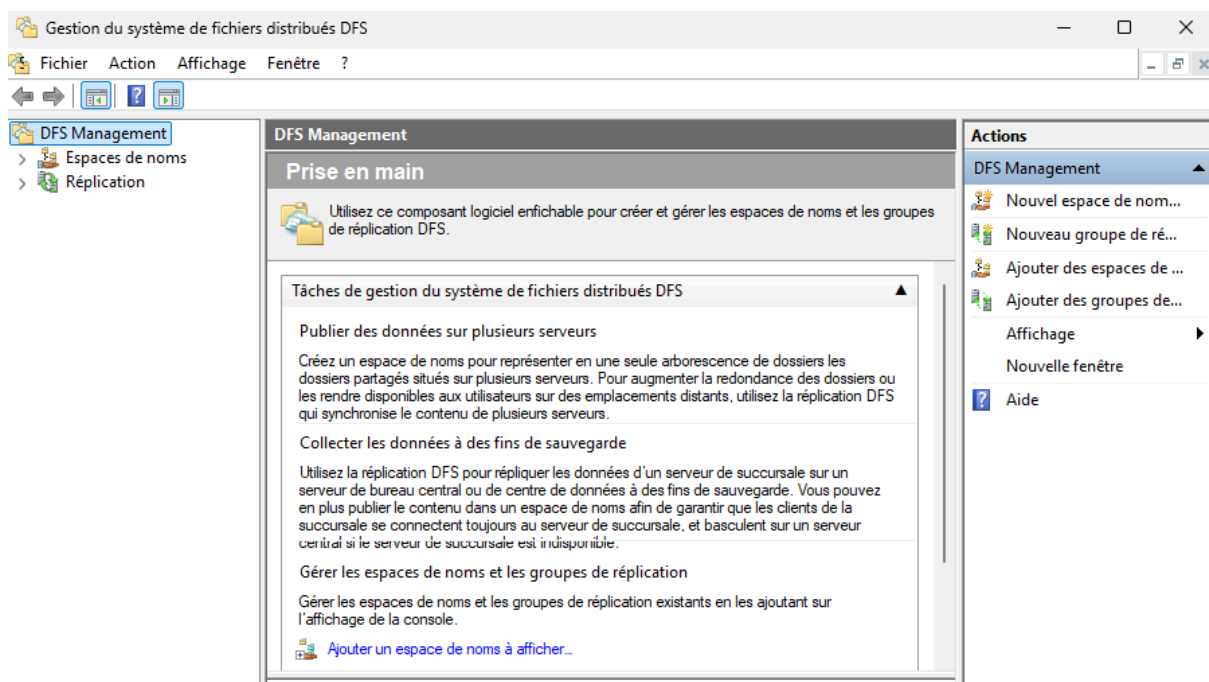 Gestion du système de fichiers distribués DFS
Fichier Action Affichage Fenêtre ?
DFS Management
Espaces de noms
Réplication
DFS Management
Prise en main
Utilisez ce composant logiciel enfichable pour créer et gérer les espaces de noms et les groupes
de réplication DFS.
Tâches de gestion du système de fichiers distribués DFS
Publier des données sur plusieurs serveurs
Créez un espace de noms pour représenter en une seule arborescence de dossiers les
dossiers partagés situés sur plusieurs serveurs. Pour augmenter la redondance des dossiers ou
les rendre disponibles aux utilisateurs sur des emplacements distants, utilisez la réplication DFS
qui synchronise le contenu de plusieurs serveurs.
Collecter les données à des fins de sauvegarde
Utilisez la réplication DFS pour répliquer les données d'un serveur de succursale sur un
serveur de bureau central ou de centre de données à des fins de sauvegarde. Vous pouvez
en plus publier le contenu dans un espace de noms afin de garantir que les clients de la
succursale se connectent toujours au serveur de succursale, et basculent sur un serveur
central si le serveur de succursale est indisponible.
Gérer les espaces de noms et les groupes de réplication
Gérer les espaces de noms et les groupes de réplication existants en les ajoutant sur
l'affichage de la console.
Ajouter un espace de noms à afficher...
Actions
DFS Management
Nouvel espace de nom...
Nouveau groupe de ré...
Ajouter des espaces de ...
Ajouter des groupes de...
Affichage
Nouvelle fenêtre
Aide